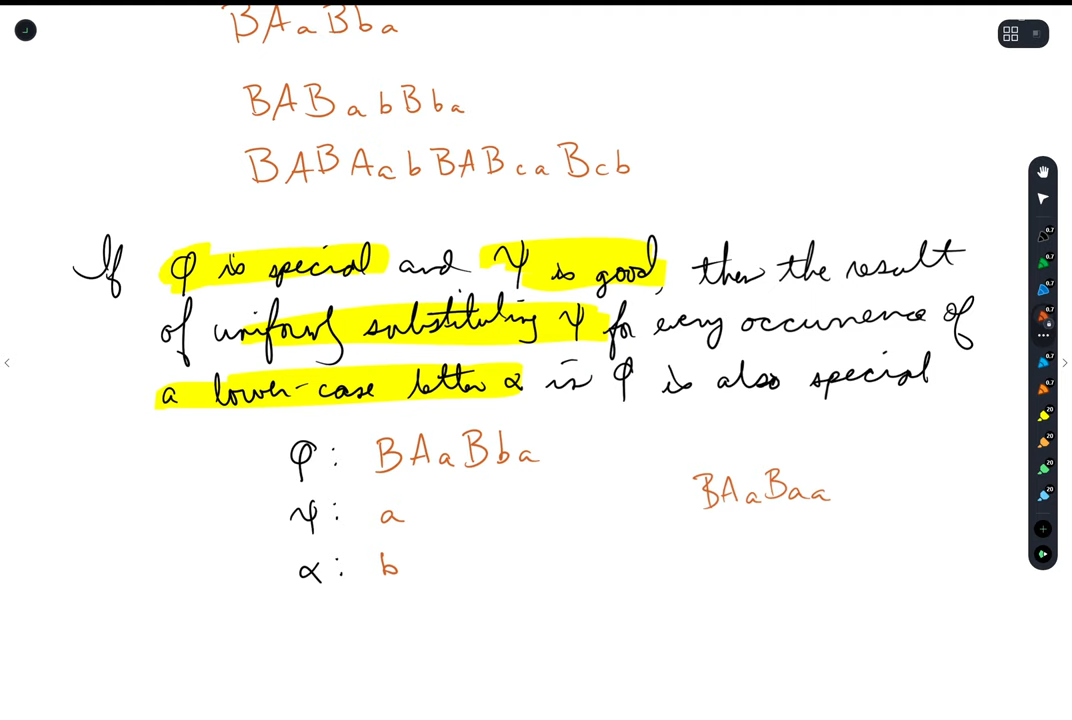 BAaBba
BABabBba
BABAcbBABcaBcb
If φ is special and ψ is good, then the result
of uniformly substituting ψ for every occurrence of
a lower-case letter α in φ is also special
φ: BAaBba
BAaBaa
ψ: a
α: b